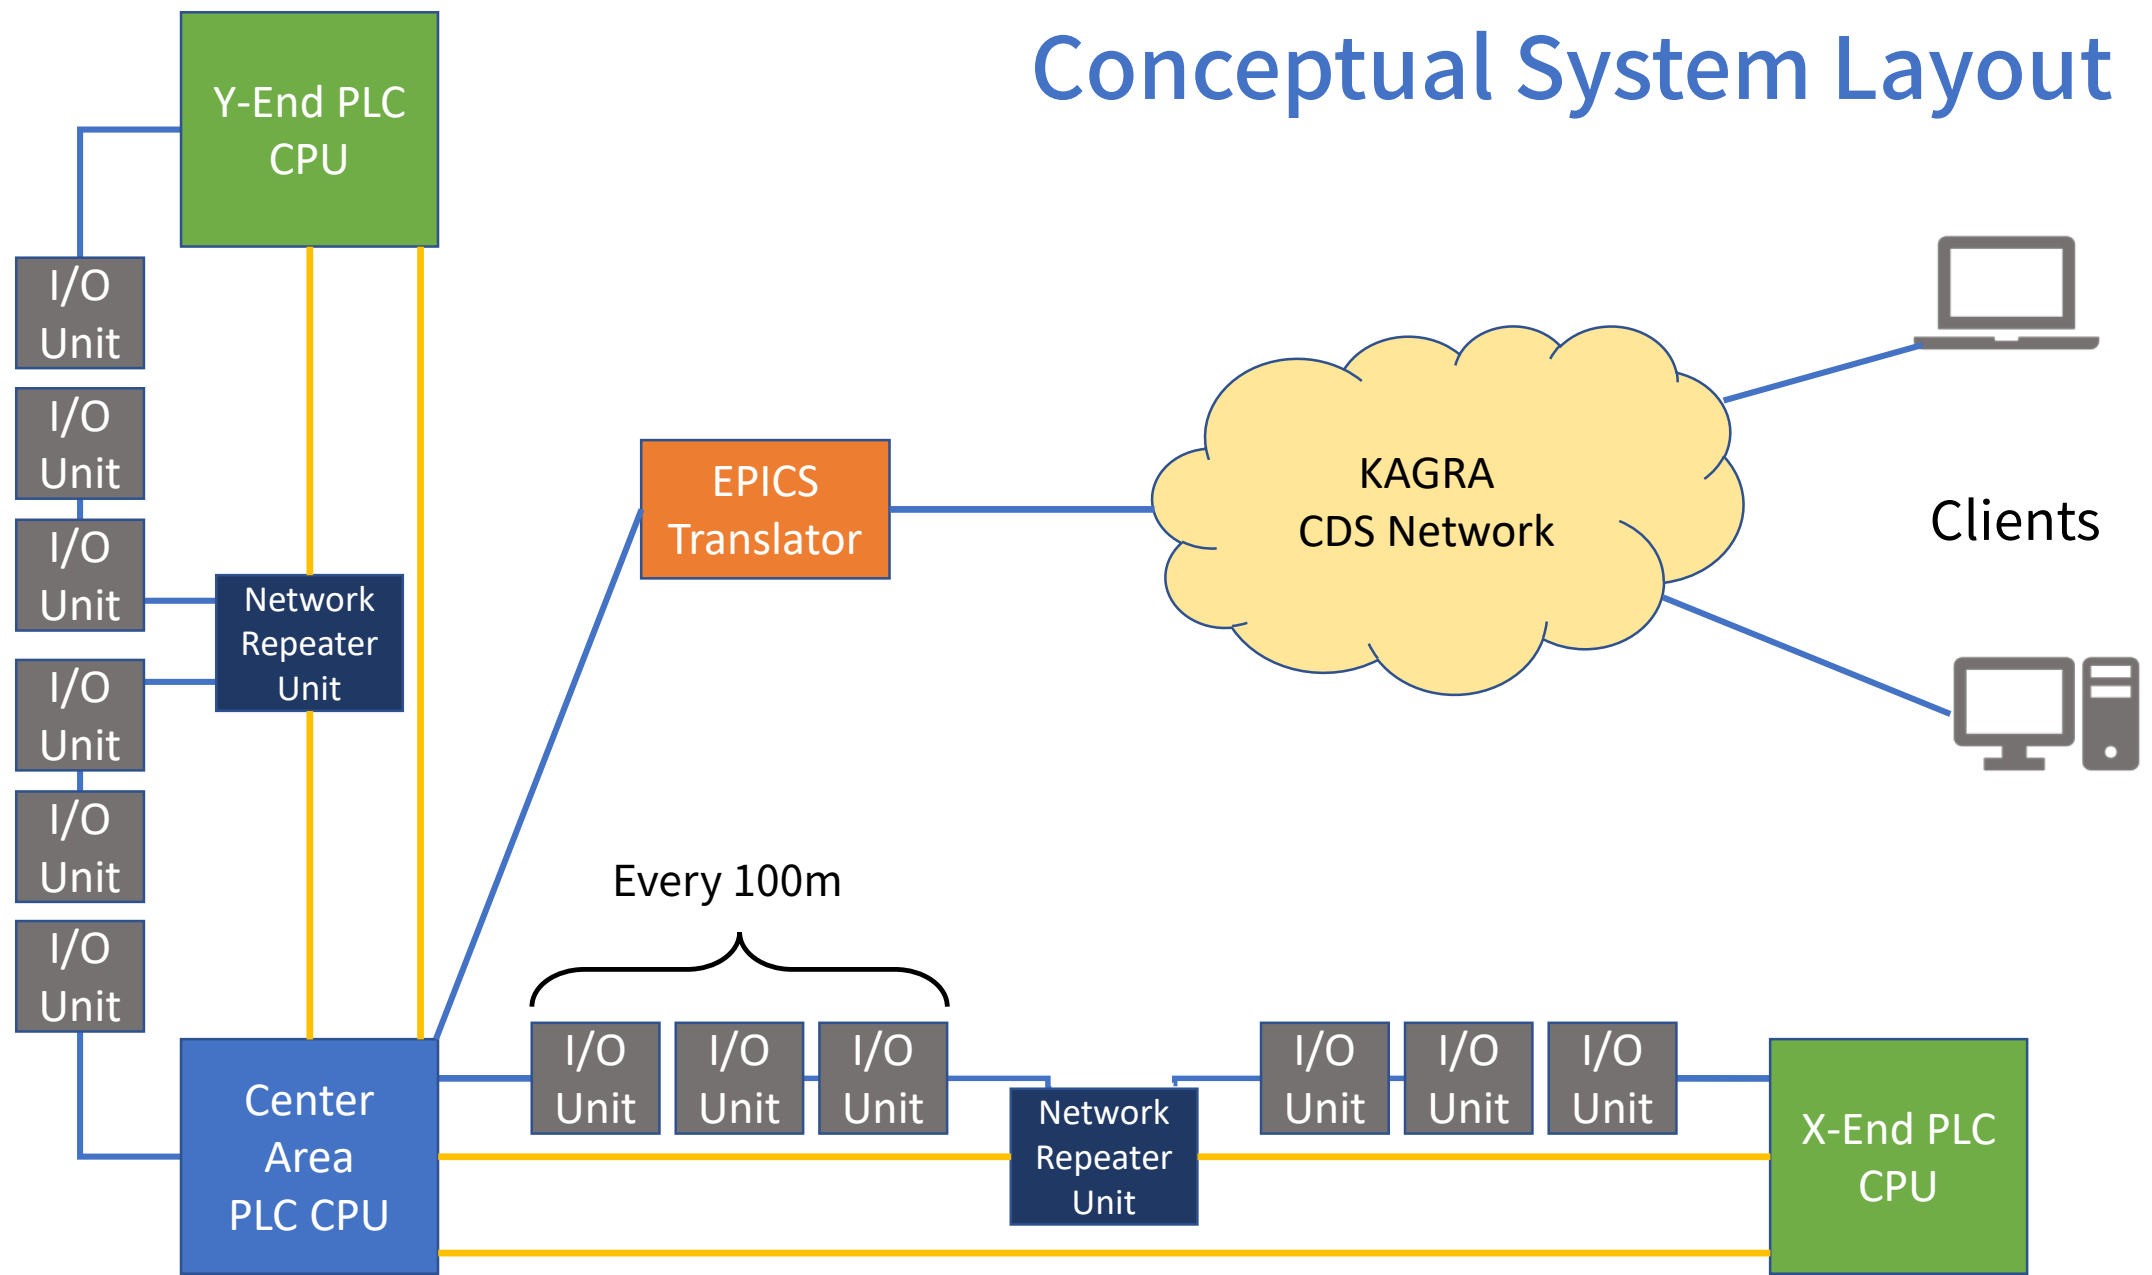 Conceptual System Layout
Y-End PLC
CPU
I/O
Unit
I/O
Unit
I/O
Unit
Network
Repeater
Unit
I/O
Unit
I/O
Unit
I/O
Unit
EPICS
Translator
KAGRA
CDS Network
Clients
Every 100m
Center
Area
PLC CPU
I/O
Unit
I/O
Unit
I/O
Unit
Network
Repeater
Unit
I/O
Unit
I/O
Unit
I/O
Unit
X-End PLC
CPU